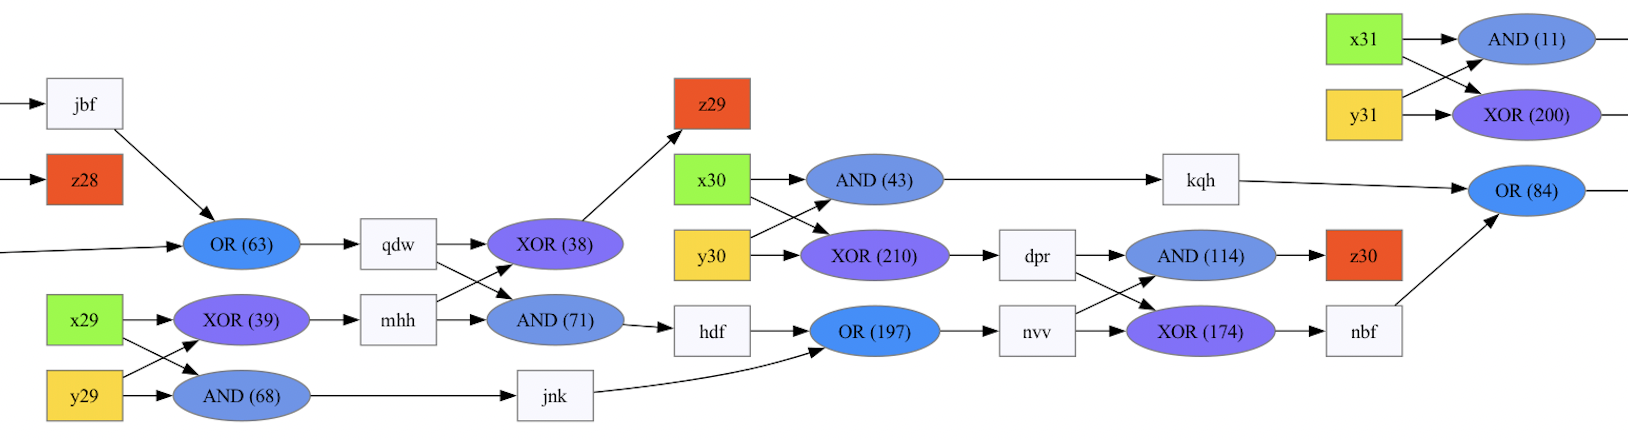 x31
AND (11)
jbf
z29
y31
XOR (200)
z28
x30
AND (43)
kqh
OR (84)
OR (63)
qdw
XOR (38)
y30
XOR (210)
dpr
AND (114)
z30
x29
XOR (39)
mhh
AND (71)
hdf
OR (197)
nvv
XOR (174)
nbf
y29
AND (68)
jnk